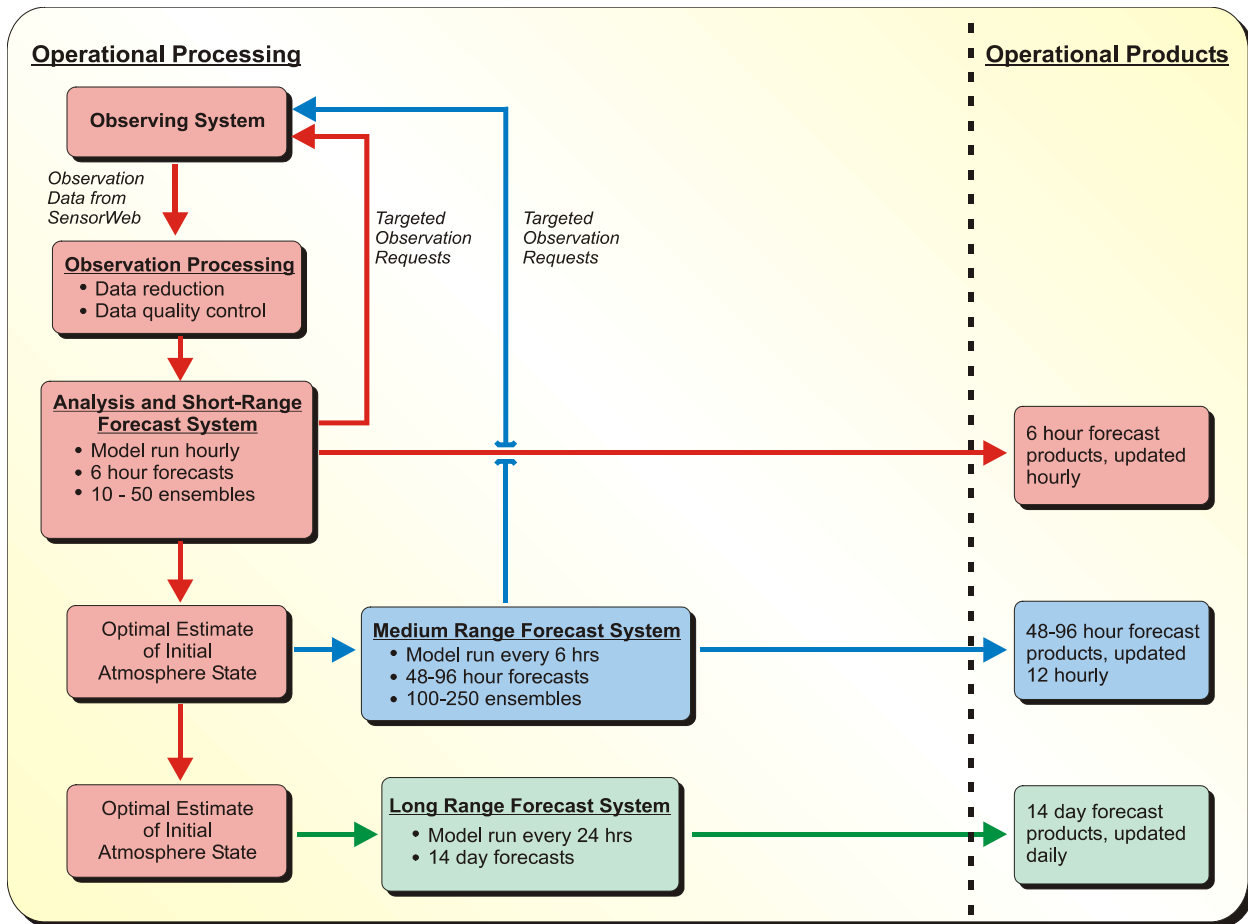 Operational Processing
Operational Products
Observing System
Observation
Data from
SensorWeb
Targeted
Observation
Requests
Targeted
Observation
Requests
Observation Processing
• Data reduction
• Data quality control
Analysis and Short-Range
Forecast System
• Model run hourly
• 6 hour forecasts
• 10 - 50 ensembles
6 hour forecast
products, updated
hourly
Optimal Estimate
of Initial
Atmosphere State
Medium Range Forecast System
• Model run every 6 hrs
• 48-96 hour forecasts
• 100-250 ensembles
48-96 hour forecast
products, updated
12 hourly
Optimal Estimate
of Initial
Atmosphere State
Long Range Forecast System
• Model run every 24 hrs
• 14 day forecasts
14 day forecast
products, updated
daily